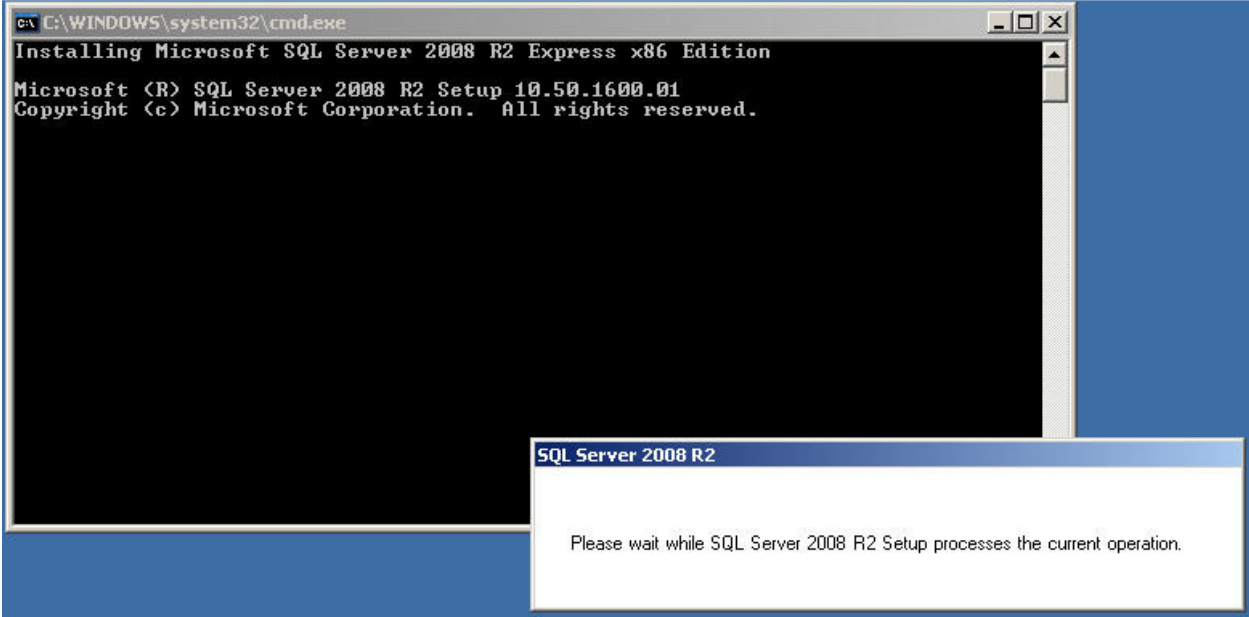 C:\WINDOWS\system32\cmd.exe
Installing Microsoft SQL Server 2008 R2 Express x86 Edition
Microsoft (R) SQL Server 2008 R2 Setup 10.50.1600.01
Copyright (c) Microsoft Corporation.  All rights reserved.
SQL Server 2008 R2
Please wait while SQL Server 2008 R2 Setup processes the current operation.